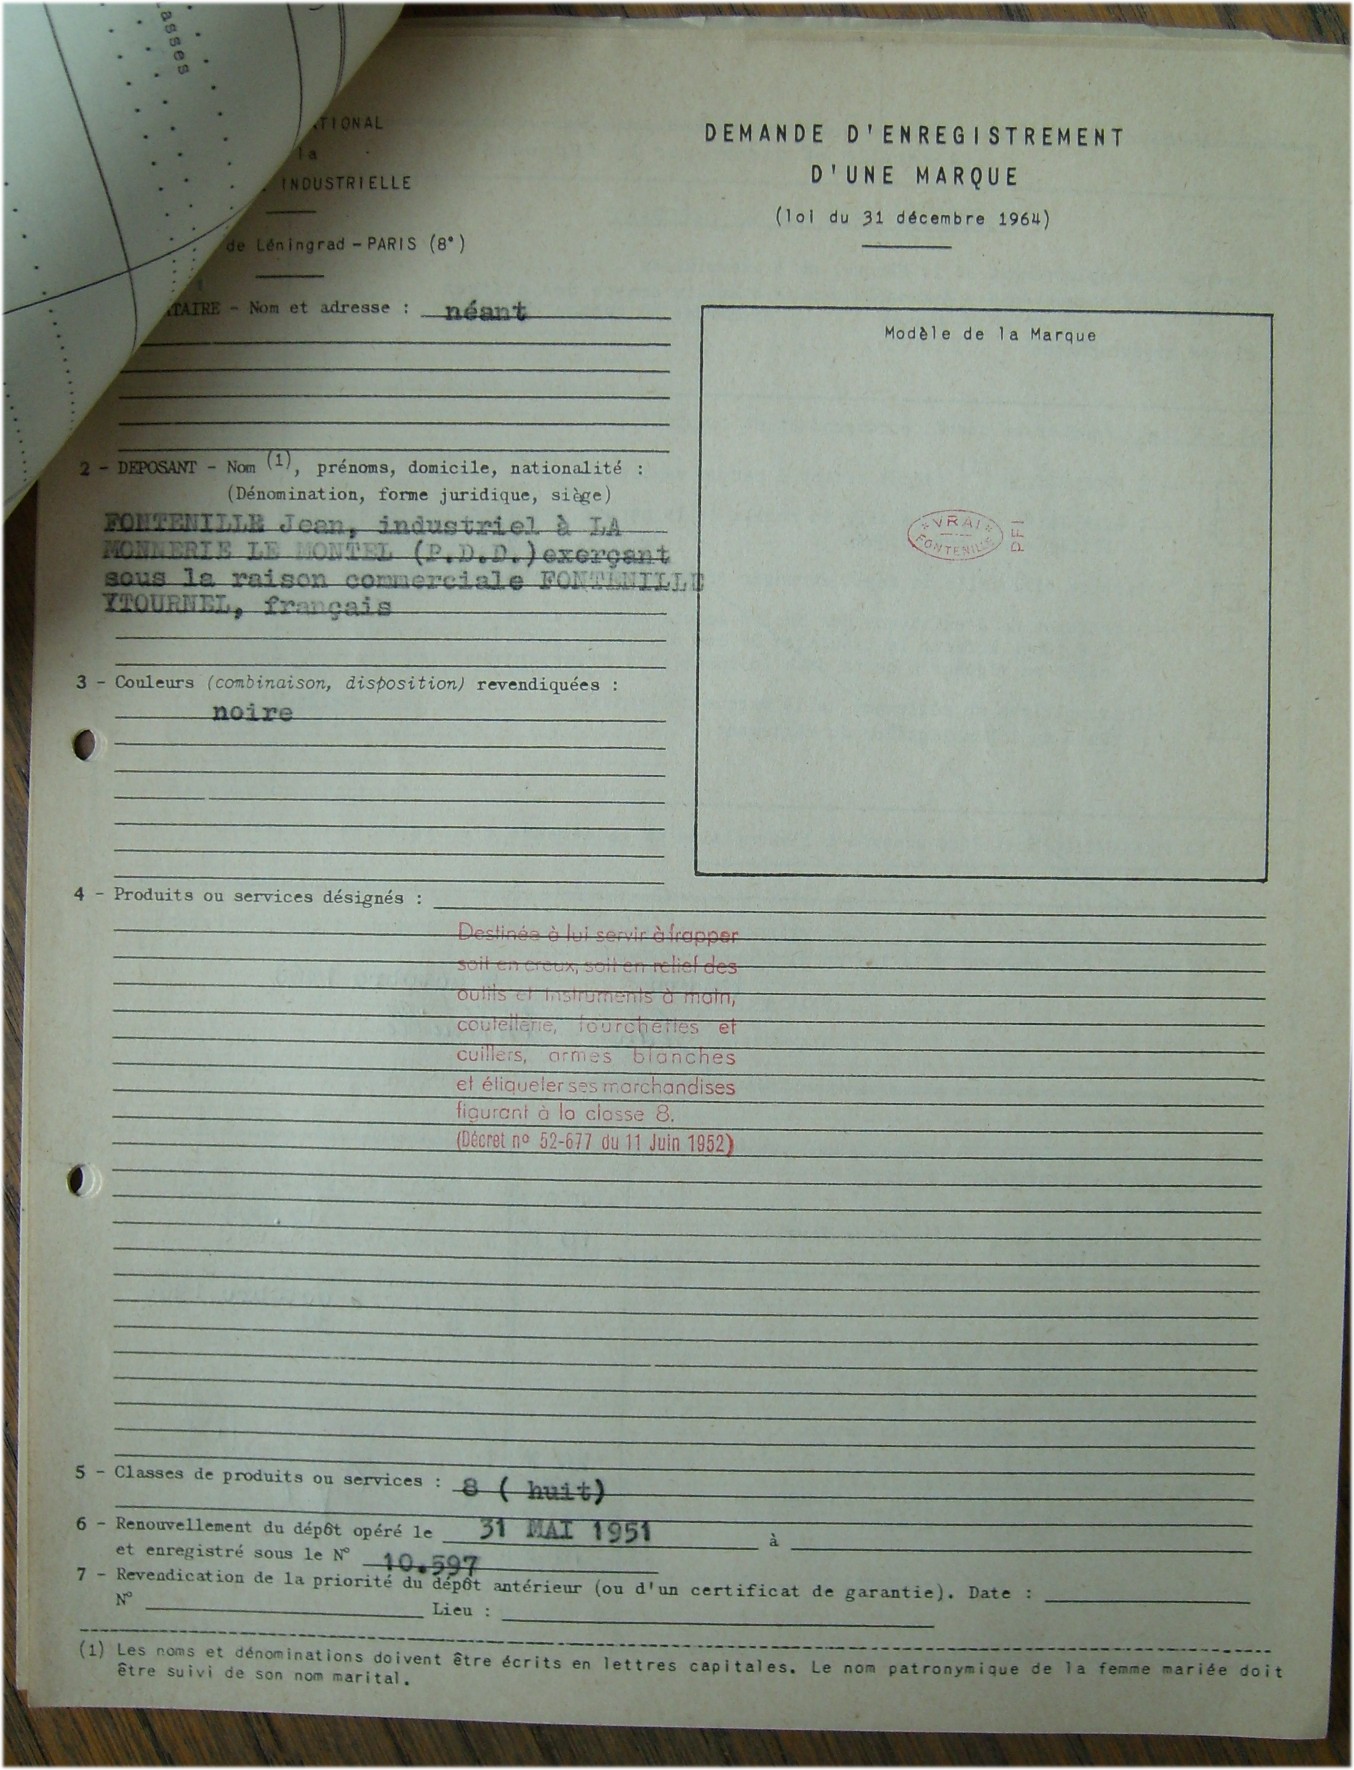 asses
DEMANDE D'ENREGISTREMENT
D'UNE MARQUE
(loi du 31 décembre 1964)
TIONAL
la
INDUSTRIELLE
de Léningrad - PARIS (8e)
TAIRE - Nom et adresse : néant
Modèle de la Marque
VRAI
FONTENILLE
PFI
2 - DEPOSANT - Nom (1), prénoms, domicile, nationalité :
(Dénomination, forme juridique, siège)
FONTENILLE Jean, industriel à LA
MONNERIE LE MONTEL (P.D.D.)exerçant
sous la raison commerciale FONTENILLE
YTOURNEL, français
3 - Couleurs (combinaison, disposition) revendiquées :
noire
4 - Produits ou services désignés :
Destinée à lui servir à frapper
soit en creux, soit en relief des
outils et instruments à main,
coutellerie, fourchettes et
cuillers, armes blanches
et étiqueter ses marchandises
figurant à la classe 8.
(Décret nº 52-677 du 11 Juin 1952)
5 - Classes de produits ou services : 8 ( huit)
6 - Renouvellement du dépôt opéré le 31 MAI 1951 à
et enregistré sous le N° 10.597
7 - Revendication de la priorité du dépôt antérieur (ou d'un certificat de garantie). Date :
N° Lieu :
(1) Les noms et dénominations doivent être écrits en lettres capitales. Le nom patronymique de la femme mariée doit
être suivi de son nom marital.